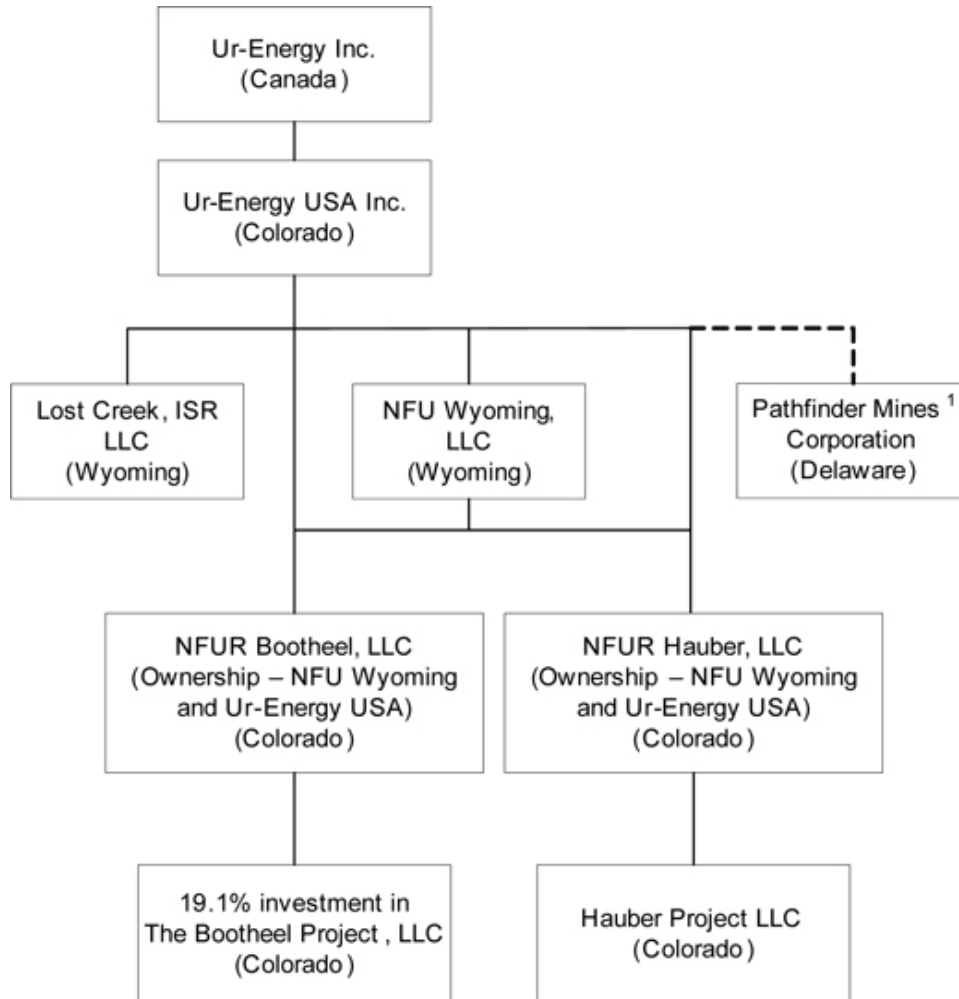 Ur-Energy Inc.
(Canada)
Ur-Energy USA Inc.
(Colorado)
Lost Creek, ISR
LLC
(Wyoming)
NFU Wyoming,
LLC
(Wyoming)
Pathfinder Mines 1
Corporation
(Delaware)
NFUR Bootheel, LLC
(Ownership – NFU Wyoming
and Ur-Energy USA)
(Colorado)
NFUR Hauber, LLC
(Ownership – NFU Wyoming
and Ur-Energy USA)
(Colorado)
19.1% investment in
The Bootheel Project , LLC
(Colorado)
Hauber Project LLC
(Colorado)